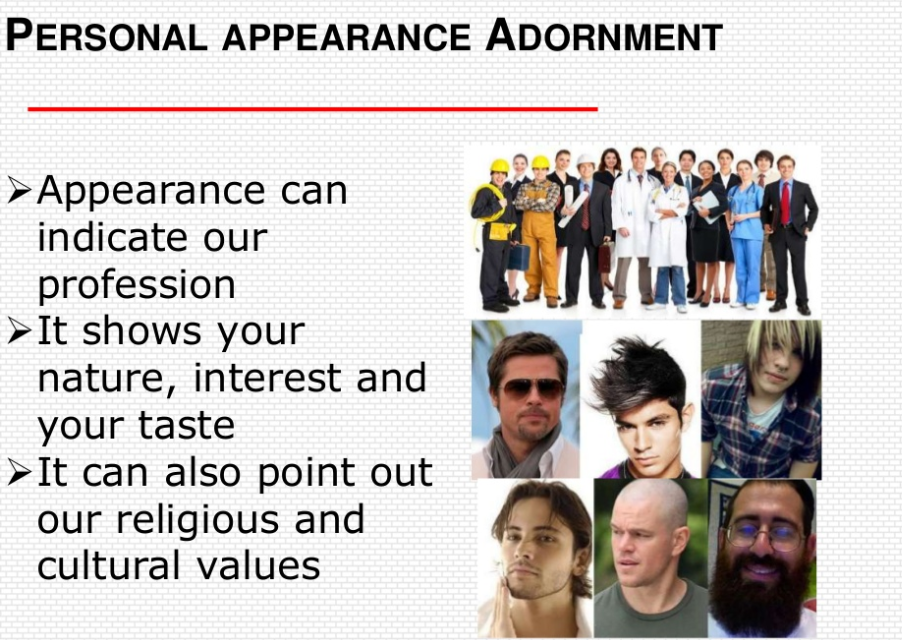 PERSONAL APPEARANCE ADORNMENT
➢Appearance can
indicate our
profession
➢It shows your
nature, interest and
your taste
➢It can also point out
our religious and
cultural values